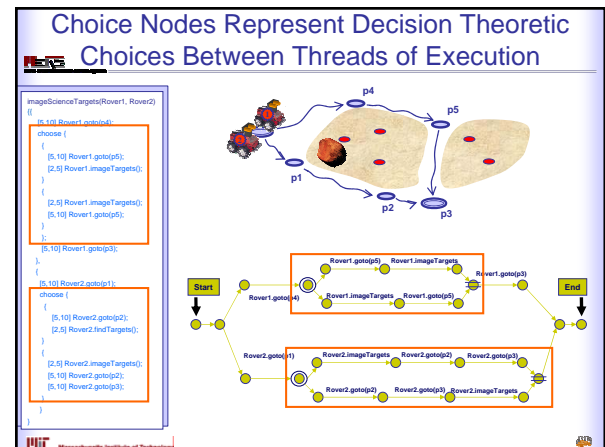 Choice Nodes Represent Decision Theoretic
Choices Between Threads of Execution
imageScienceTargets(Rover1, Rover2)
{{
[5,10] Rover1.goto(p4);
choose {
{
[5,10] Rover1.goto(p5);
[2,5] Rover1.imageTargets();
}
{
[2,5] Rover1.imageTargets();
[5,10] Rover1.goto(p5);
}
};
[5,10] Rover1.goto(p3);
},
{
[5,10] Rover2.goto(p1);
choose {
{
[5,10] Rover2.goto(p2);
[2,5] Rover2.findTargets();
}
{
[2,5] Rover2.imageTargets();
[5,10] Rover2.goto(p2);
[5,10] Rover2.goto(p3);
}
}
}
p4
p5
p1
p2
p3
Rover1.goto(p5)
Rover1.imageTargets
Rover1.goto(p3)
Start
End
Rover1.goto(p4)
Rover1.imageTargets
Rover1.goto(p5)
Rover2.goto(p1)
Rover2.imageTargets
Rover2.goto(p2)
Rover2.goto(p3)
Rover2.goto(p2)
Rover2.goto(p3)
Rover2.imageTargets
Massachusetts Institute of Technology